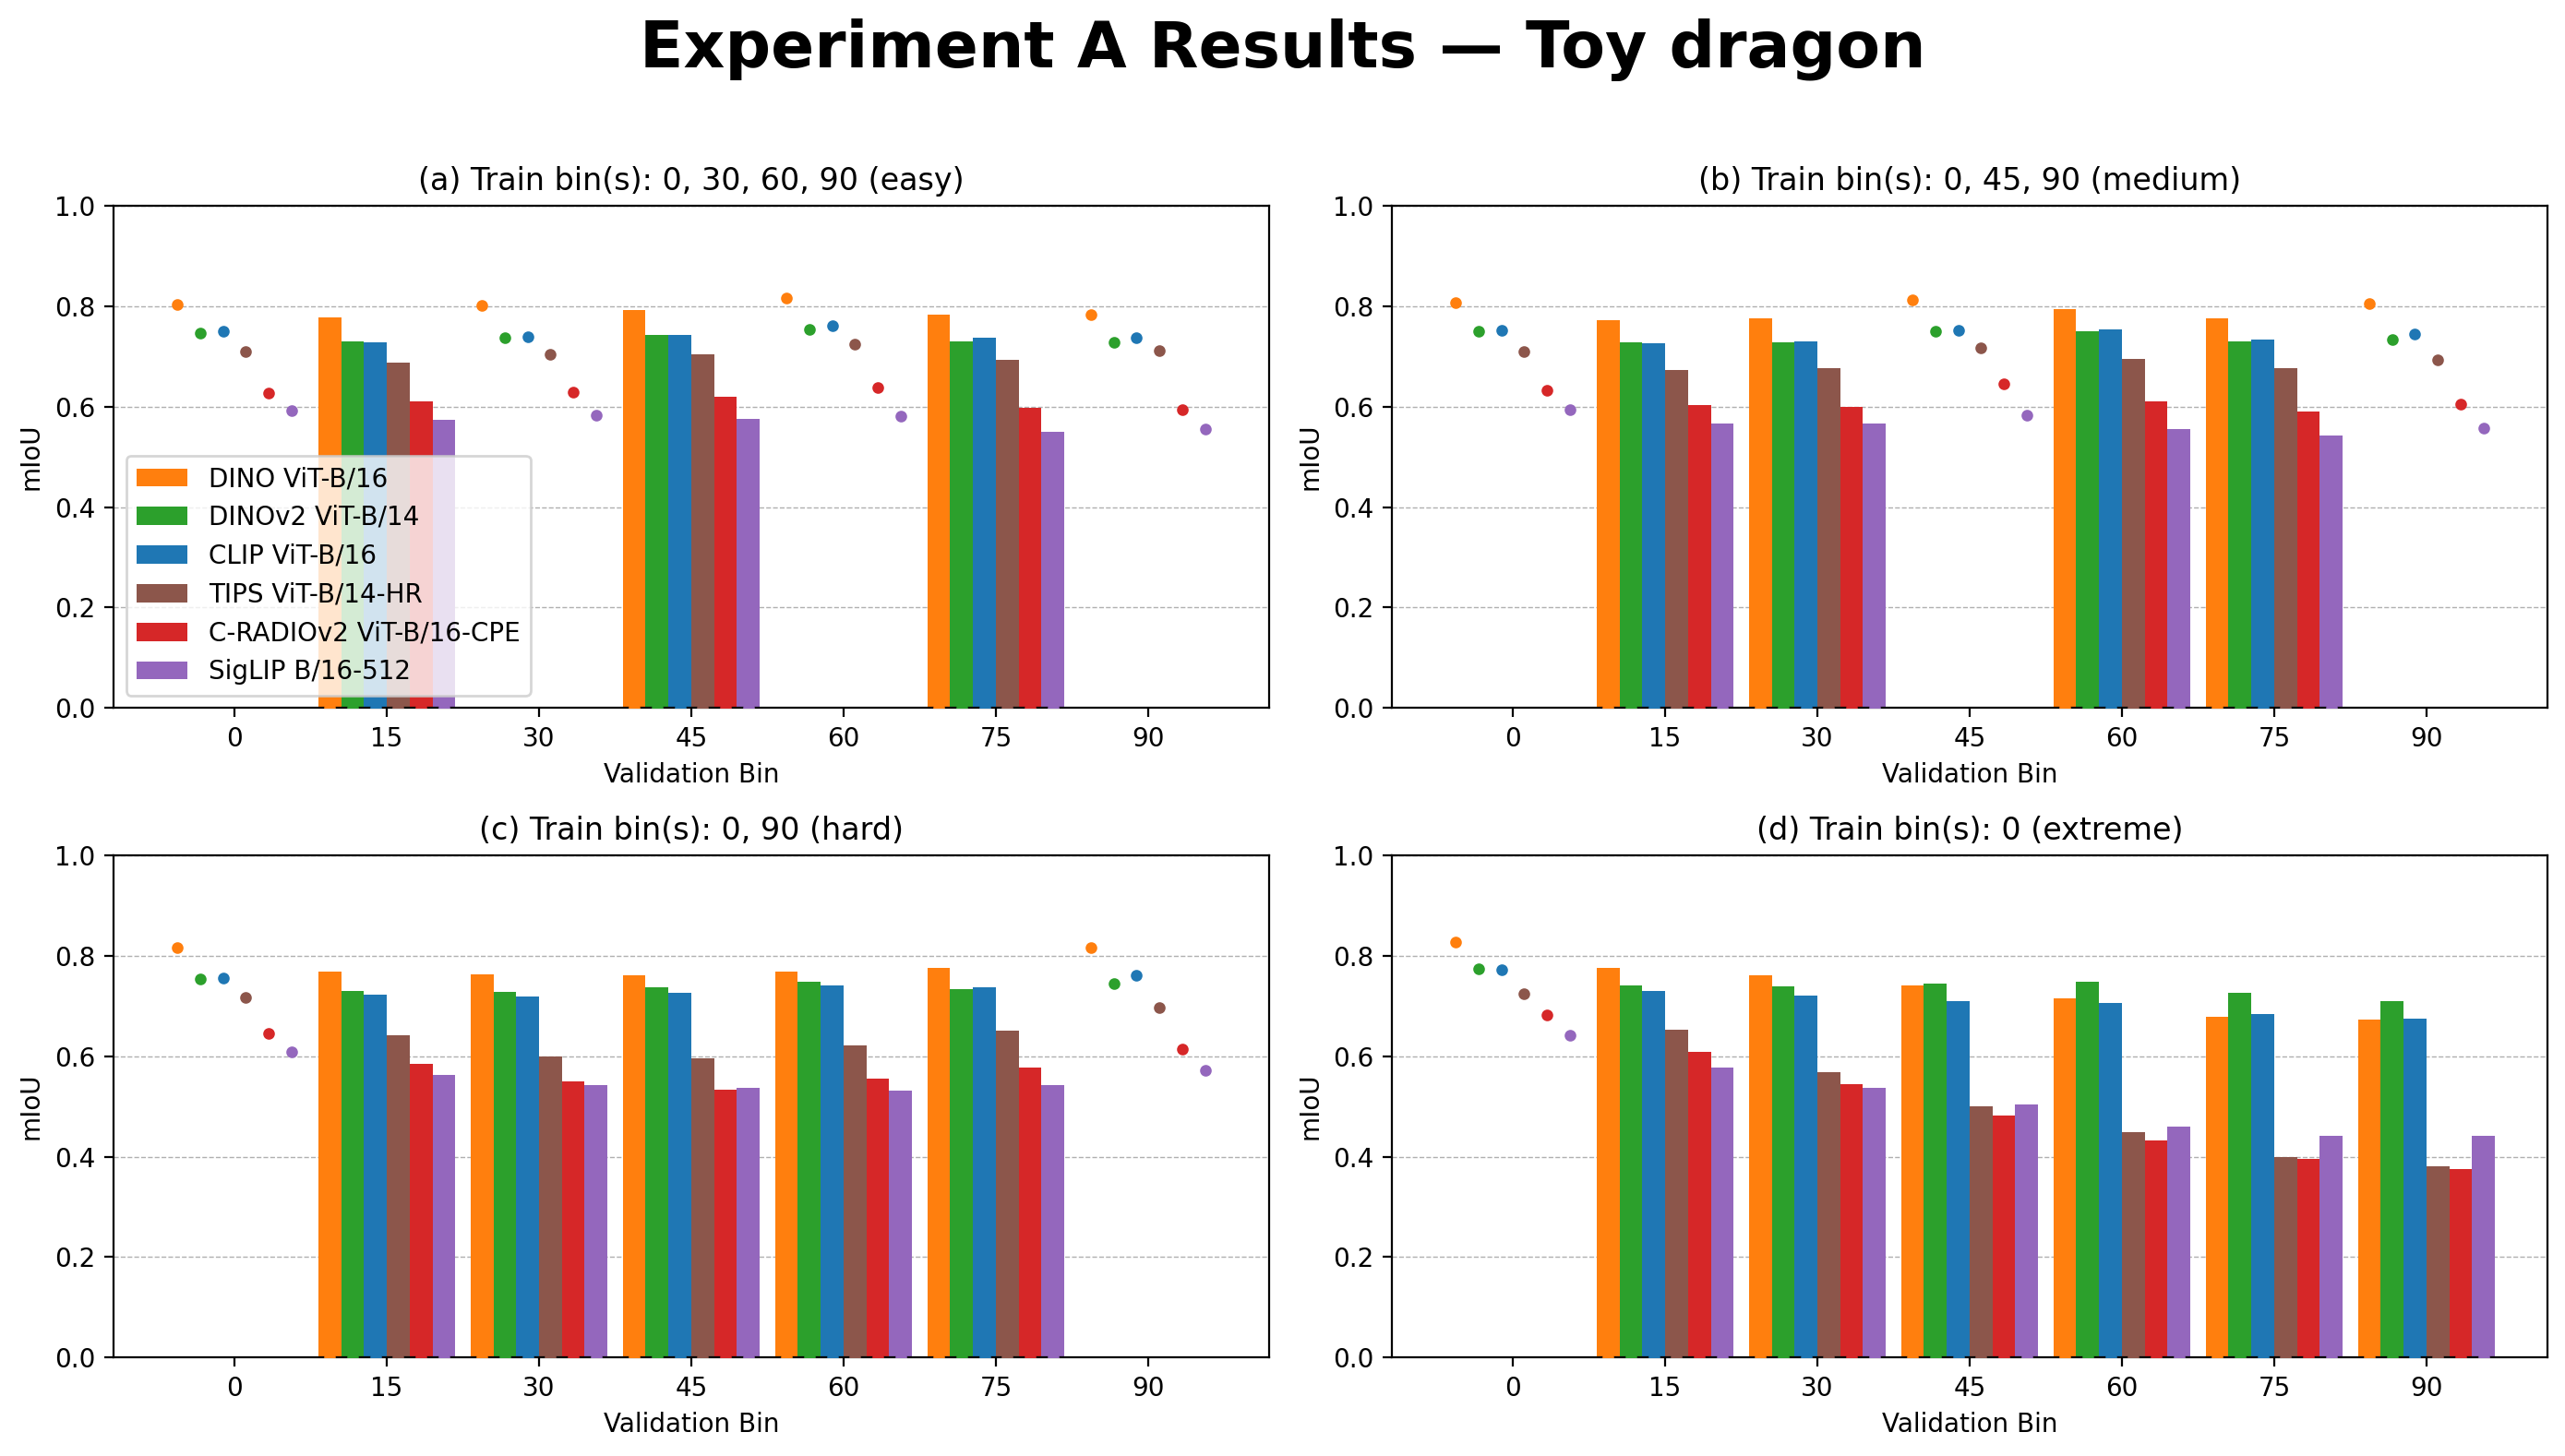 Experiment A Results — Toy dragon
(a) Train bin(s): 0, 30, 60, 90 (easy)
1.0
0.8
0.6
0.4
0.2
0.0
mIoU
DINO ViT-B/16
DINOv2 ViT-B/14
CLIP ViT-B/16
TIPS ViT-B/14-HR
C-RADIOv2 ViT-B/16-CPE
SigLIP B/16-512
0 15 30 45 60 75 90
Validation Bin
(b) Train bin(s): 0, 45, 90 (medium)
1.0
0.8
0.6
0.4
0.2
0.0
mIoU
0 15 30 45 60 75 90
Validation Bin
(c) Train bin(s): 0, 90 (hard)
1.0
0.8
0.6
0.4
0.2
0.0
mIoU
0 15 30 45 60 75 90
Validation Bin
(d) Train bin(s): 0 (extreme)
1.0
0.8
0.6
0.4
0.2
0.0
mIoU
0 15 30 45 60 75 90
Validation Bin